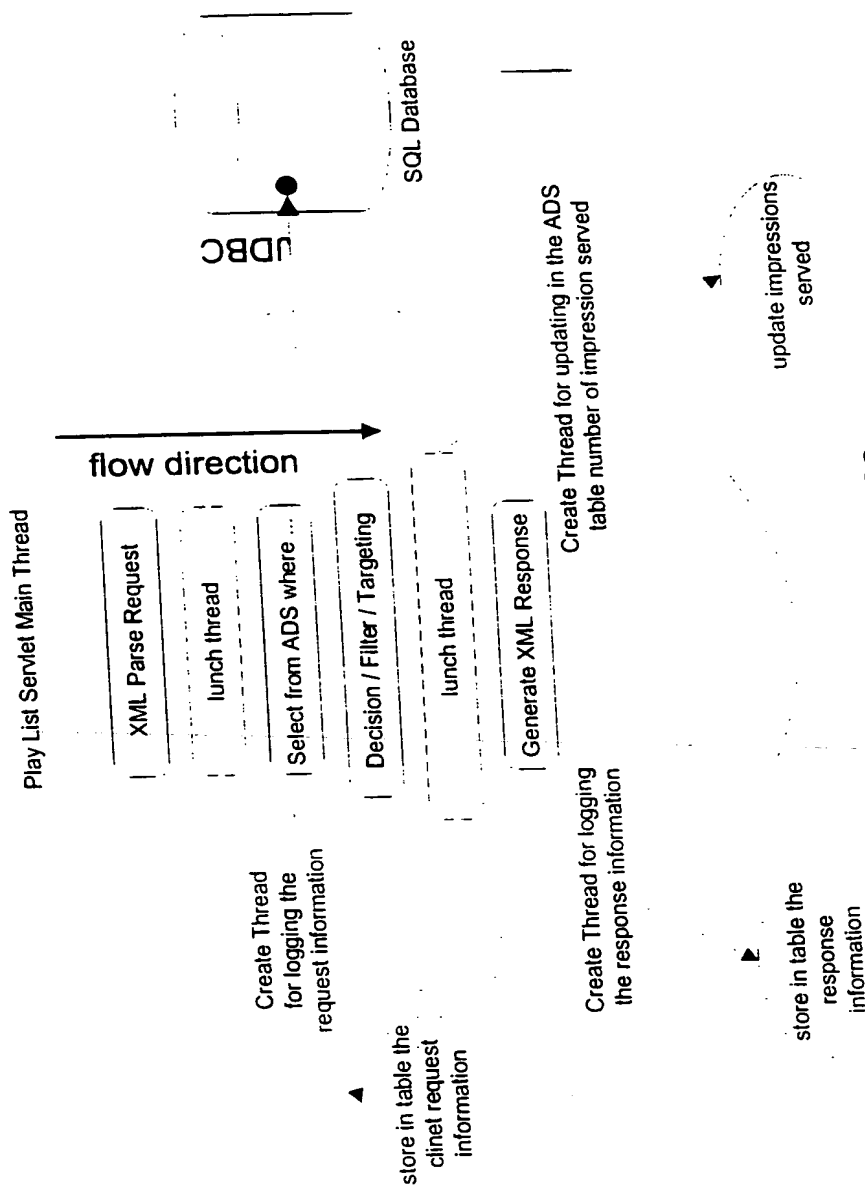 Play List Servlet Main Thread
XML Parse Request
lunch thread
Select from ADS where ...
Decision / Filter / Targeting
lunch thread
Generate XML Response
flow direction
JDBC
SQL Database
Create Thread
for logging the
request information
store in table the
clinet request
information
Create Thread for logging
the response information
store in table the
response
information
Create Thread for updating in the ADS
table number of impression served
update impressions
served